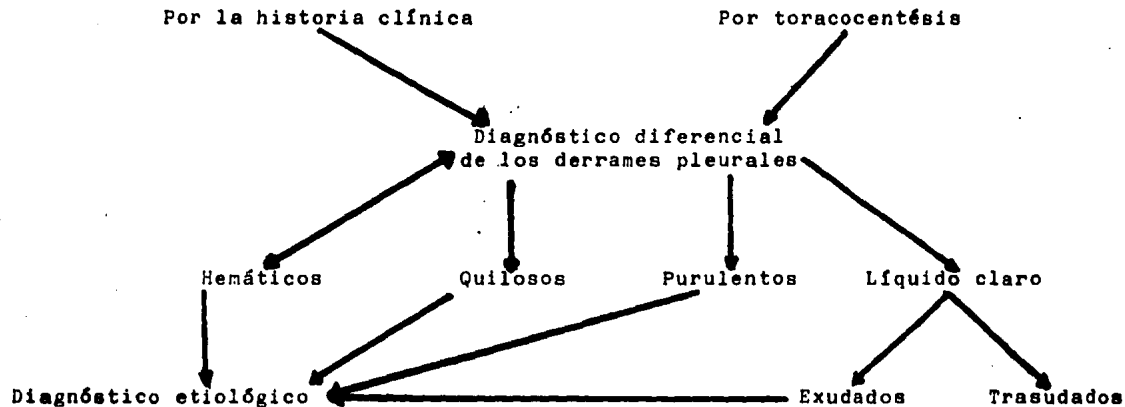 Por la historia clínica
Por toracocentésis
Diagnóstico diferencial
de los derrames pleurales
Hemáticos
Quilosos
Purulentos
Líquido claro
Diagnóstico etiológico
Exudados
Trasudados